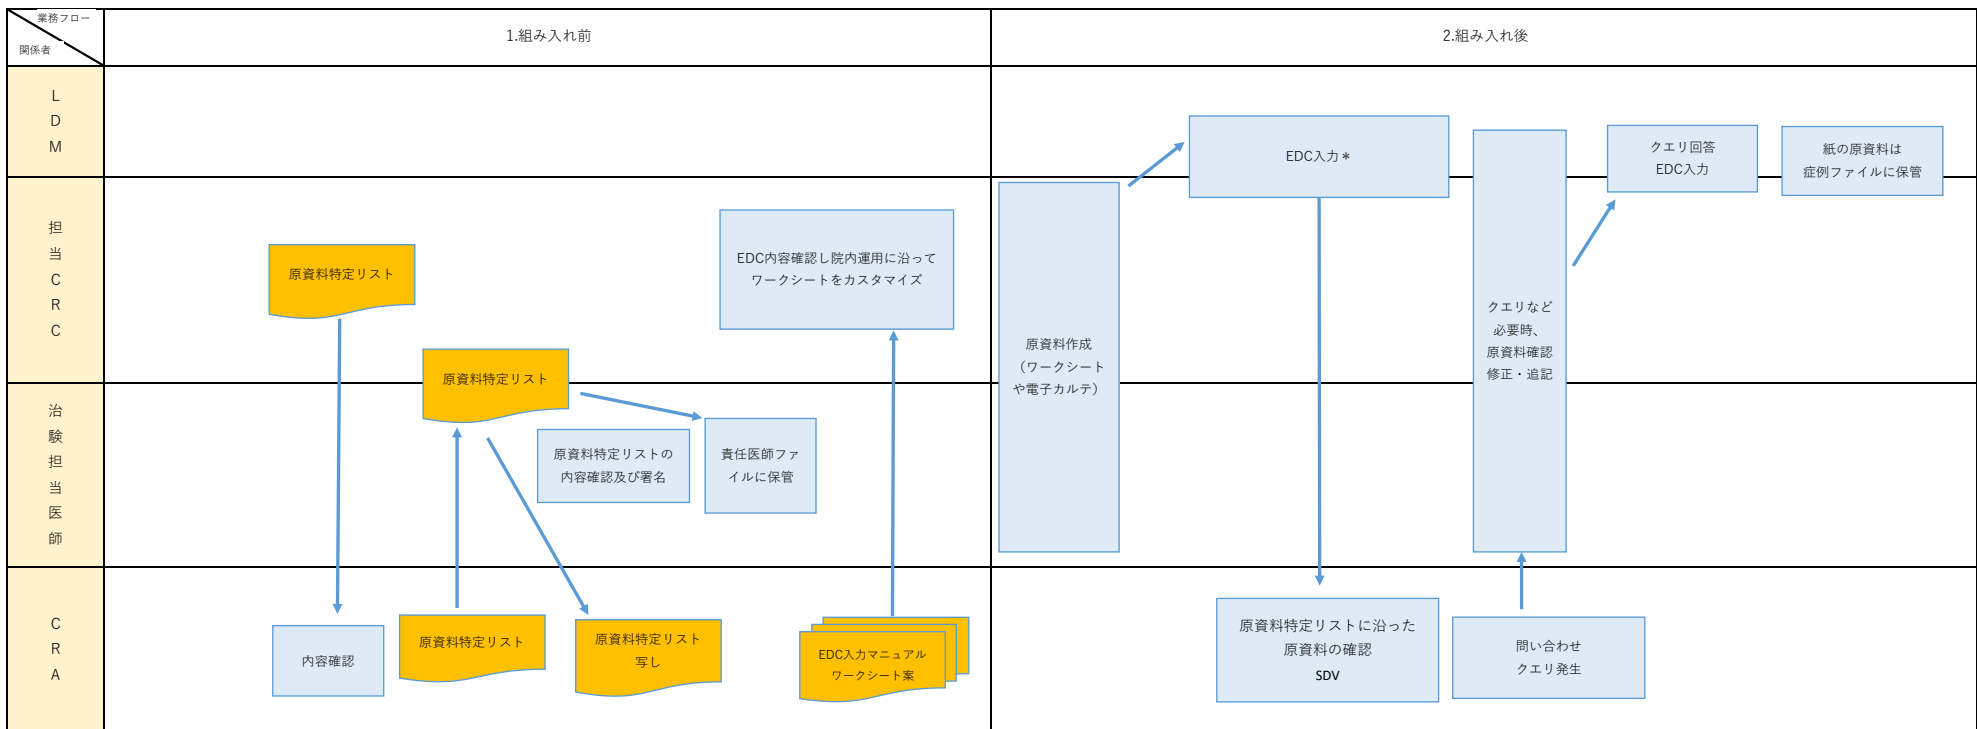 業務フロー
関係者
1.組み入れ前
2.組み入れ後
L
D
M
EDC入力＊
クエリ回答
EDC入力
紙の原資料は
症例ファイルに保管
担
当
C
R
C
原資料特定リスト
EDC内容確認し院内運用に沿って
ワークシートをカスタマイズ
原資料特定リスト
原資料作成
（ワークシート
や電子カルテ）
クエリなど
必要時、
原資料確認
修正・追記
治
験
担
当
医
師
原資料特定リストの
内容確認及び署名
責任医師ファ
イルに保管
C
R
A
内容確認
原資料特定リスト
原資料特定リスト
写し
EDC入力マニュアル
ワークシート案
原資料特定リストに沿った
原資料の確認
SDV
問い合わせ
クエリ発生